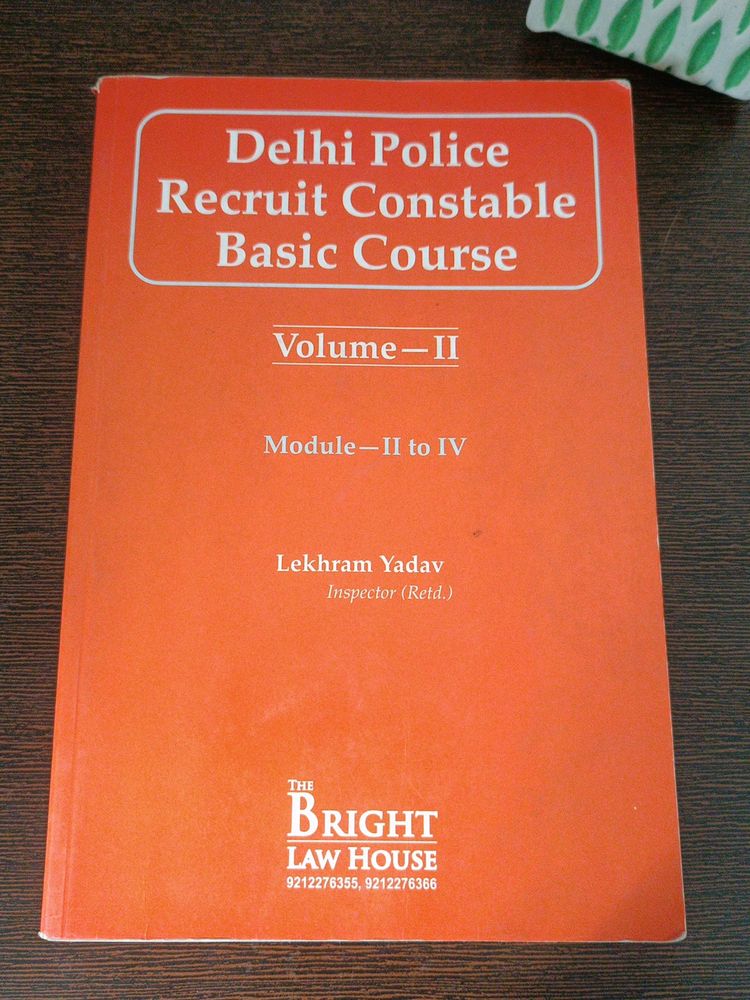 Delhi Police
Recruit Constable
Basic Course
Volume—II
Module—II to IV
Lekhram Yadav
Inspector (Retd.)
THE
BRIGHT
LAW HOUSE
9212276355, 9212276366